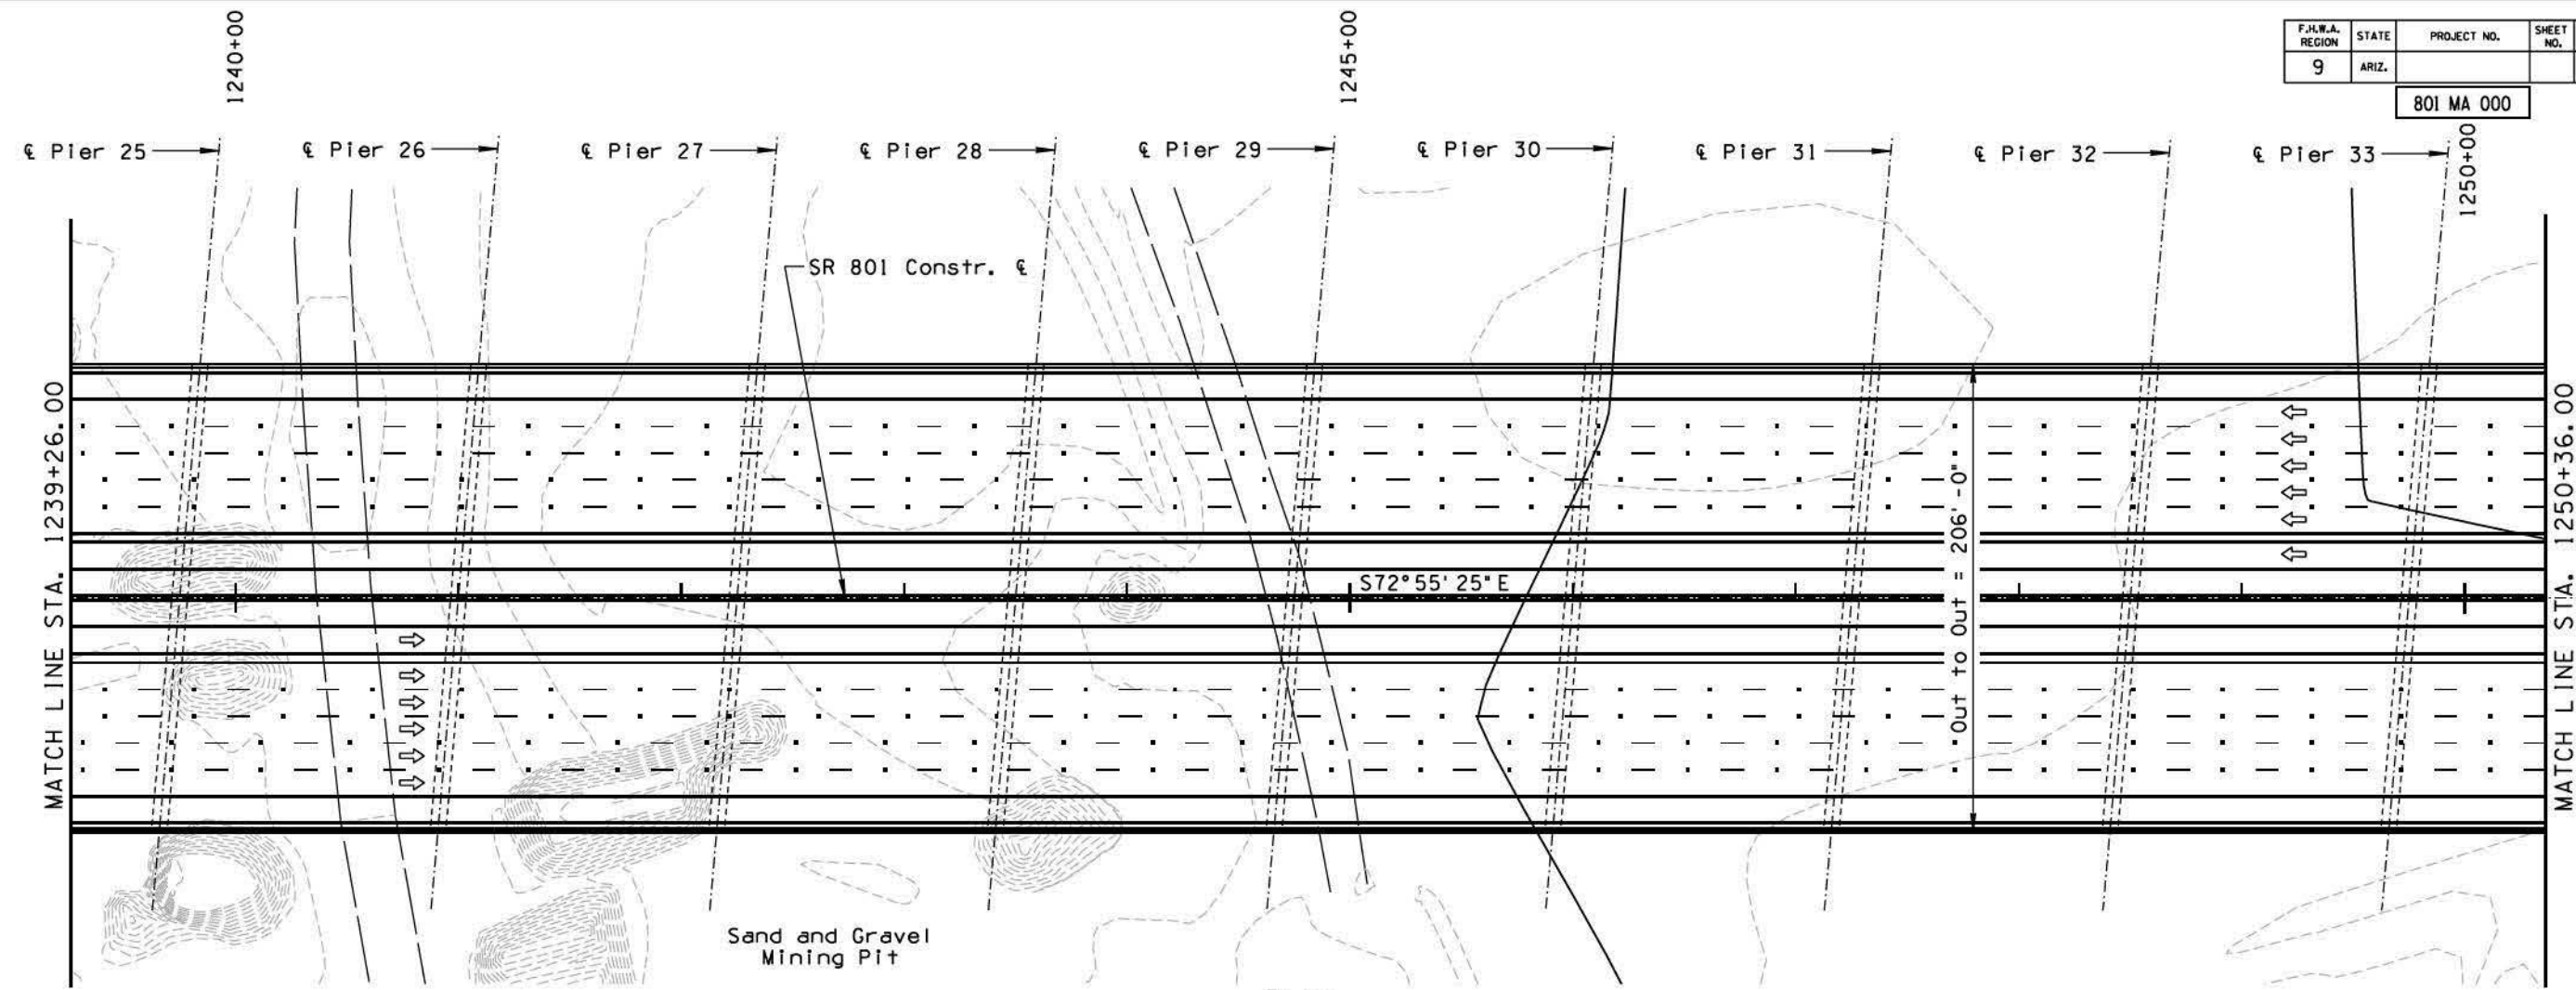 F.H.W.A. REGION
STATE
PROJECT NO.
SHEET NO.
9
ARIZ.
801 MA 000
1240+00
1245+00
1250+00
℄ Pier 25
℄ Pier 26
℄ Pier 27
℄ Pier 28
℄ Pier 29
℄ Pier 30
℄ Pier 31
℄ Pier 32
℄ Pier 33
SR 801 Constr. ℄
MATCH LINE STA. 1239+26.00
S72°55'25"E
Out to Out = 206'-0"
MATCH LINE STA. 1250+36.00
Sand and Gravel
Mining Pit